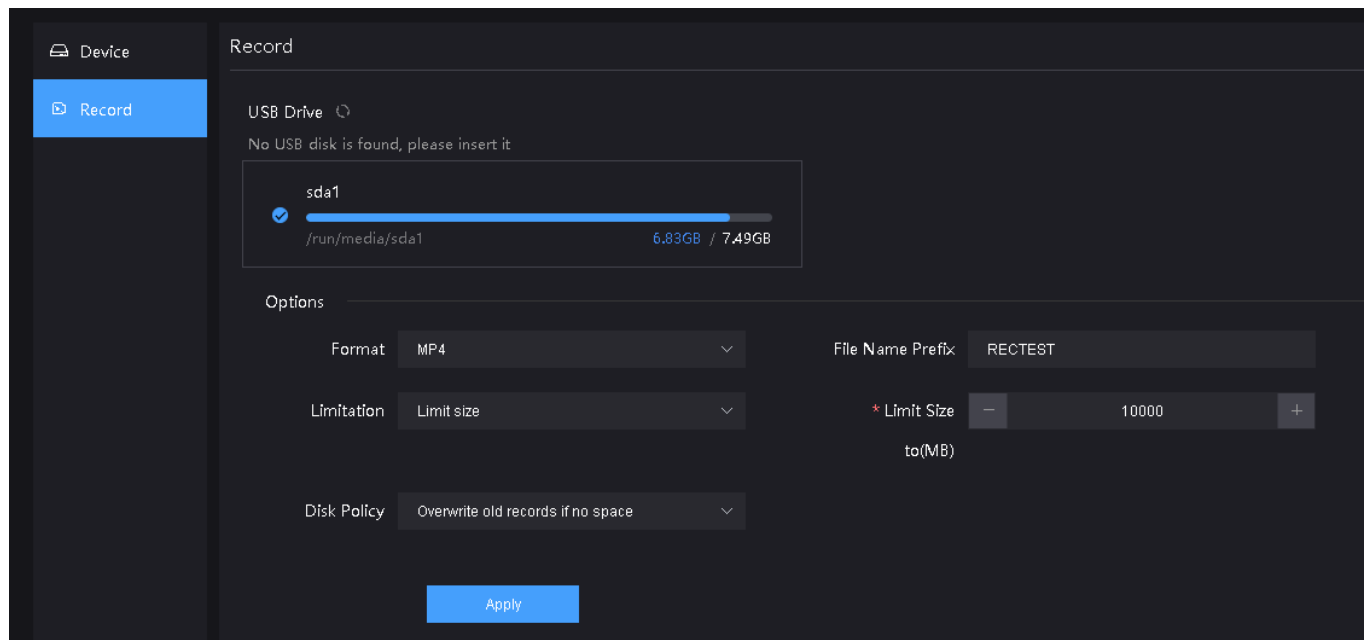 Device
Record
Record
USB Drive
No USB disk is found, please insert it
sda1
/run/media/sda1
6.83GB / 7.49GB
Options
Format
MP4
File Name Prefix
RECTEST
Limitation
Limit size
* Limit Size
to(MB)
−
10000
+
Disk Policy
Overwrite old records if no space
Apply